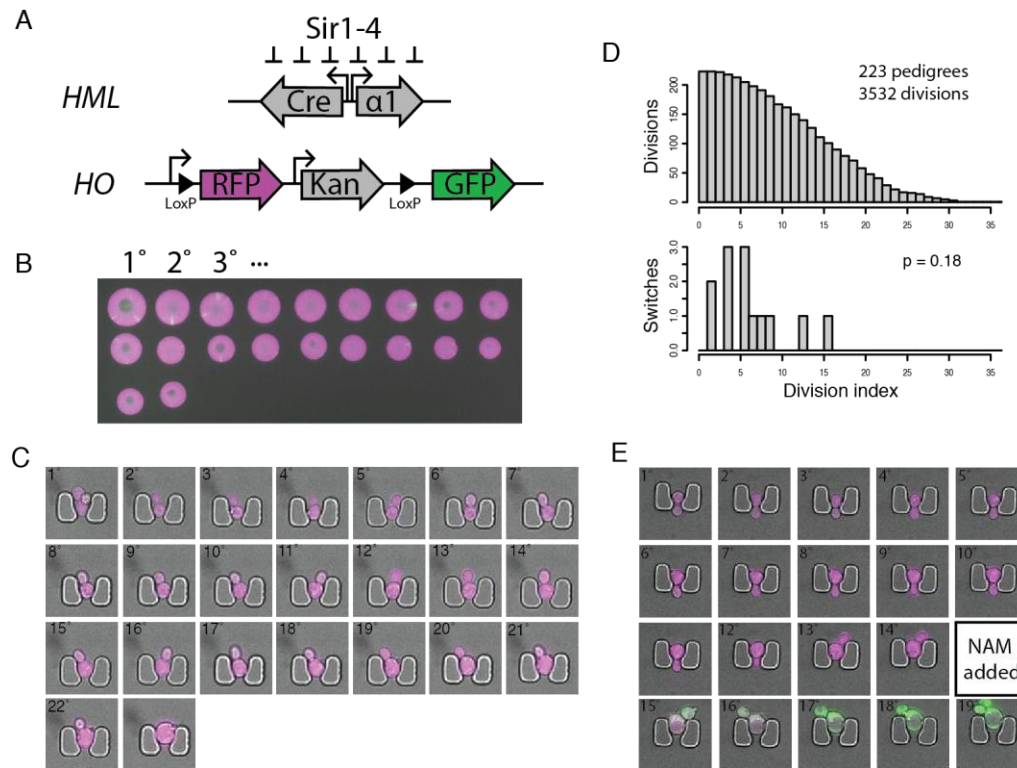 A
Sir1-4
HML
Cre
α1
HO
RFP
Kan
GFP
LoxP
LoxP
B
1° 2° 3° ...
C
1° 2° 3° 4° 5° 6° 7°
8° 9° 10° 11° 12° 13° 14°
15° 16° 17° 18° 19° 20° 21°
22°
D
223 pedigrees
3532 divisions
Divisions
0 50 100 150 200
0 5 10 15 20 25 30 35
p = 0.18
Switches
0.0 1.0 2.0 3.0
0 5 10 15 20 25 30 35
Division index
E
1° 2° 3° 4° 5°
6° 7° 8° 9° 10°
12° 13° 14°
NAM
added
15° 16° 17° 18° 19°